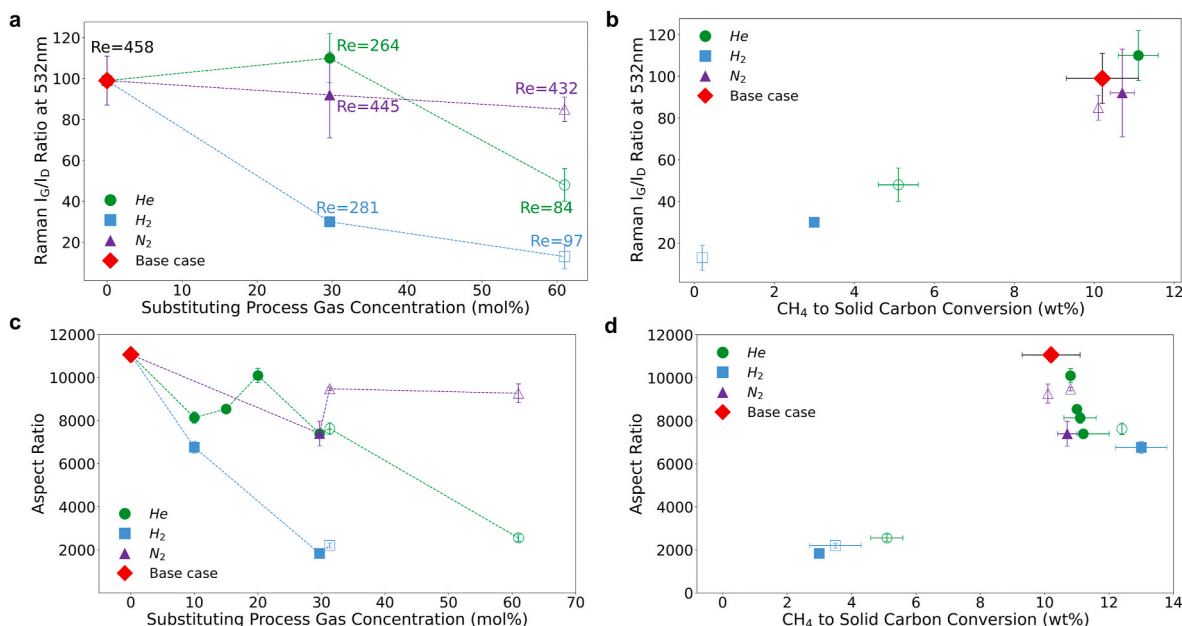 a
Raman I_G/I_D Ratio at 532nm
120
100
80
60
40
20
Re=458
Re=264
Re=432
Re=445
Re=281
Re=84
Re=97
He
H₂
N₂
Base case
0 10 20 30 40 50 60
Substituting Process Gas Concentration (mol%)
b
Raman I_G/I_D Ratio at 532nm
120
100
80
60
40
20
He
H₂
N₂
Base case
0 2 4 6 8 10 12
CH₄ to Solid Carbon Conversion (wt%)
c
Aspect Ratio
12000
10000
8000
6000
4000
2000
He
H₂
N₂
Base case
0 10 20 30 40 50 60 70
Substituting Process Gas Concentration (mol%)
d
Aspect Ratio
12000
10000
8000
6000
4000
2000
0
He
H₂
N₂
Base case
0 2 4 6 8 10 12 14
CH₄ to Solid Carbon Conversion (wt%)